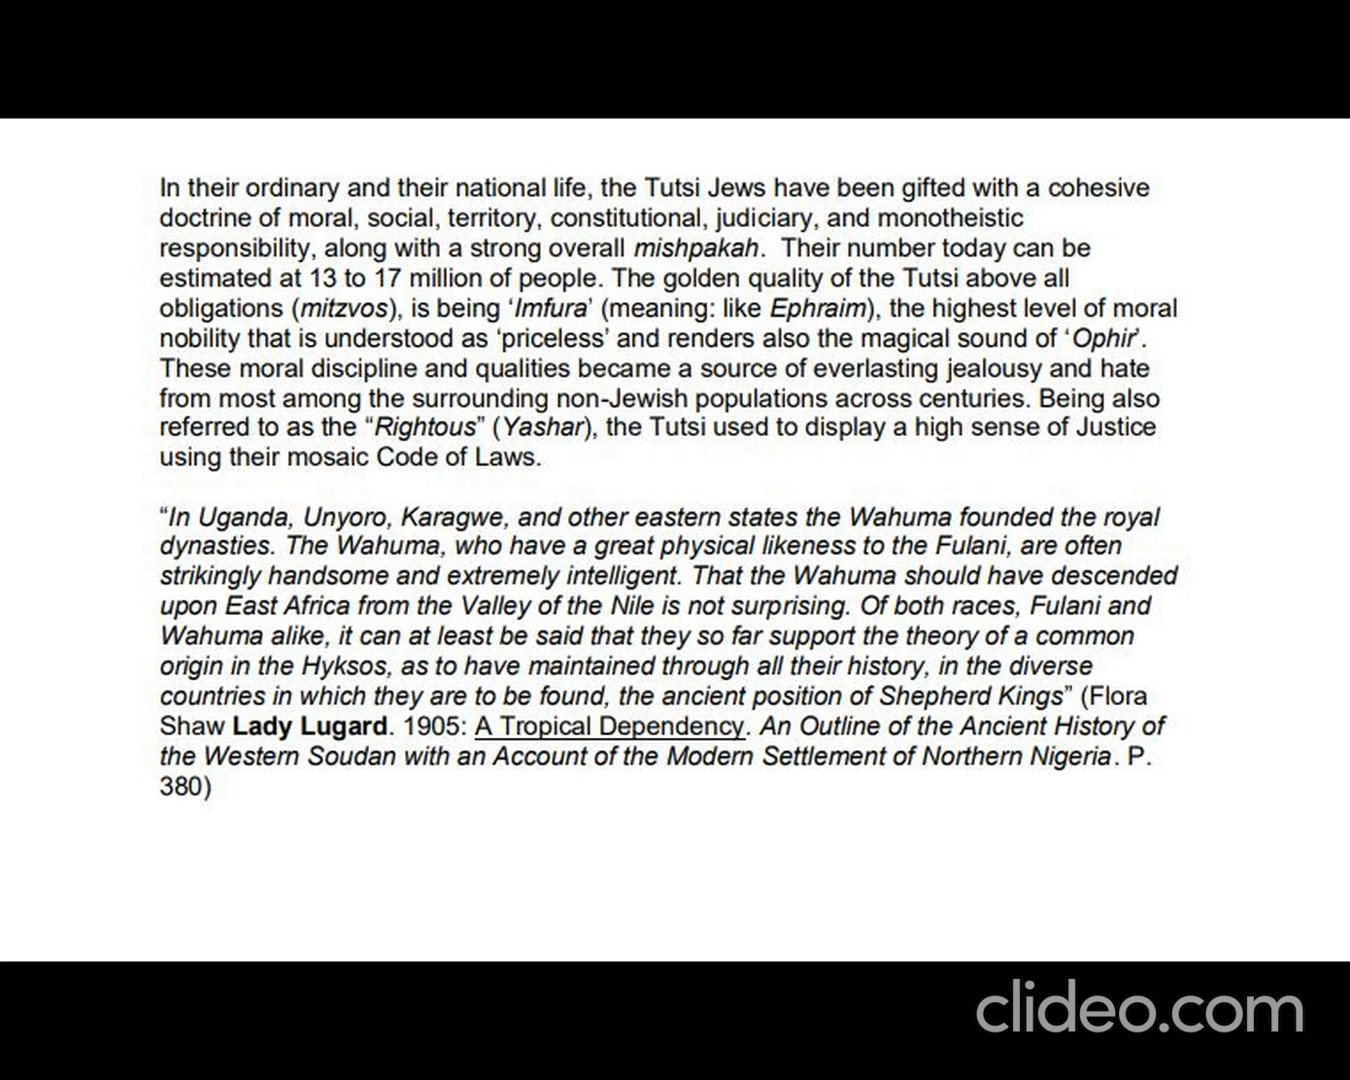 In their ordinary and their national life, the Tutsi Jews have been gifted with a cohesive
doctrine of moral, social, territory, constitutional, judiciary, and monotheistic
responsibility, along with a strong overall mishpakah.  Their number today can be
estimated at 13 to 17 million of people. The golden quality of the Tutsi above all
obligations (mitzvos), is being ‘Imfura’ (meaning: like Ephraim), the highest level of moral
nobility that is understood as ‘priceless’ and renders also the magical sound of ‘Ophir’.
These moral discipline and qualities became a source of everlasting jealousy and hate
from most among the surrounding non-Jewish populations across centuries. Being also
referred to as the “Rightous” (Yashar), the Tutsi used to display a high sense of Justice
using their mosaic Code of Laws.
“In Uganda, Unyoro, Karagwe, and other eastern states the Wahuma founded the royal
dynasties. The Wahuma, who have a great physical likeness to the Fulani, are often
strikingly handsome and extremely intelligent. That the Wahuma should have descended
upon East Africa from the Valley of the Nile is not surprising. Of both races, Fulani and
Wahuma alike, it can at least be said that they so far support the theory of a common
origin in the Hyksos, as to have maintained through all their history, in the diverse
countries in which they are to be found, the ancient position of Shepherd Kings” (Flora
Shaw Lady Lugard. 1905: A Tropical Dependency. An Outline of the Ancient History of
the Western Soudan with an Account of the Modern Settlement of Northern Nigeria. P.
380)
clideo.com